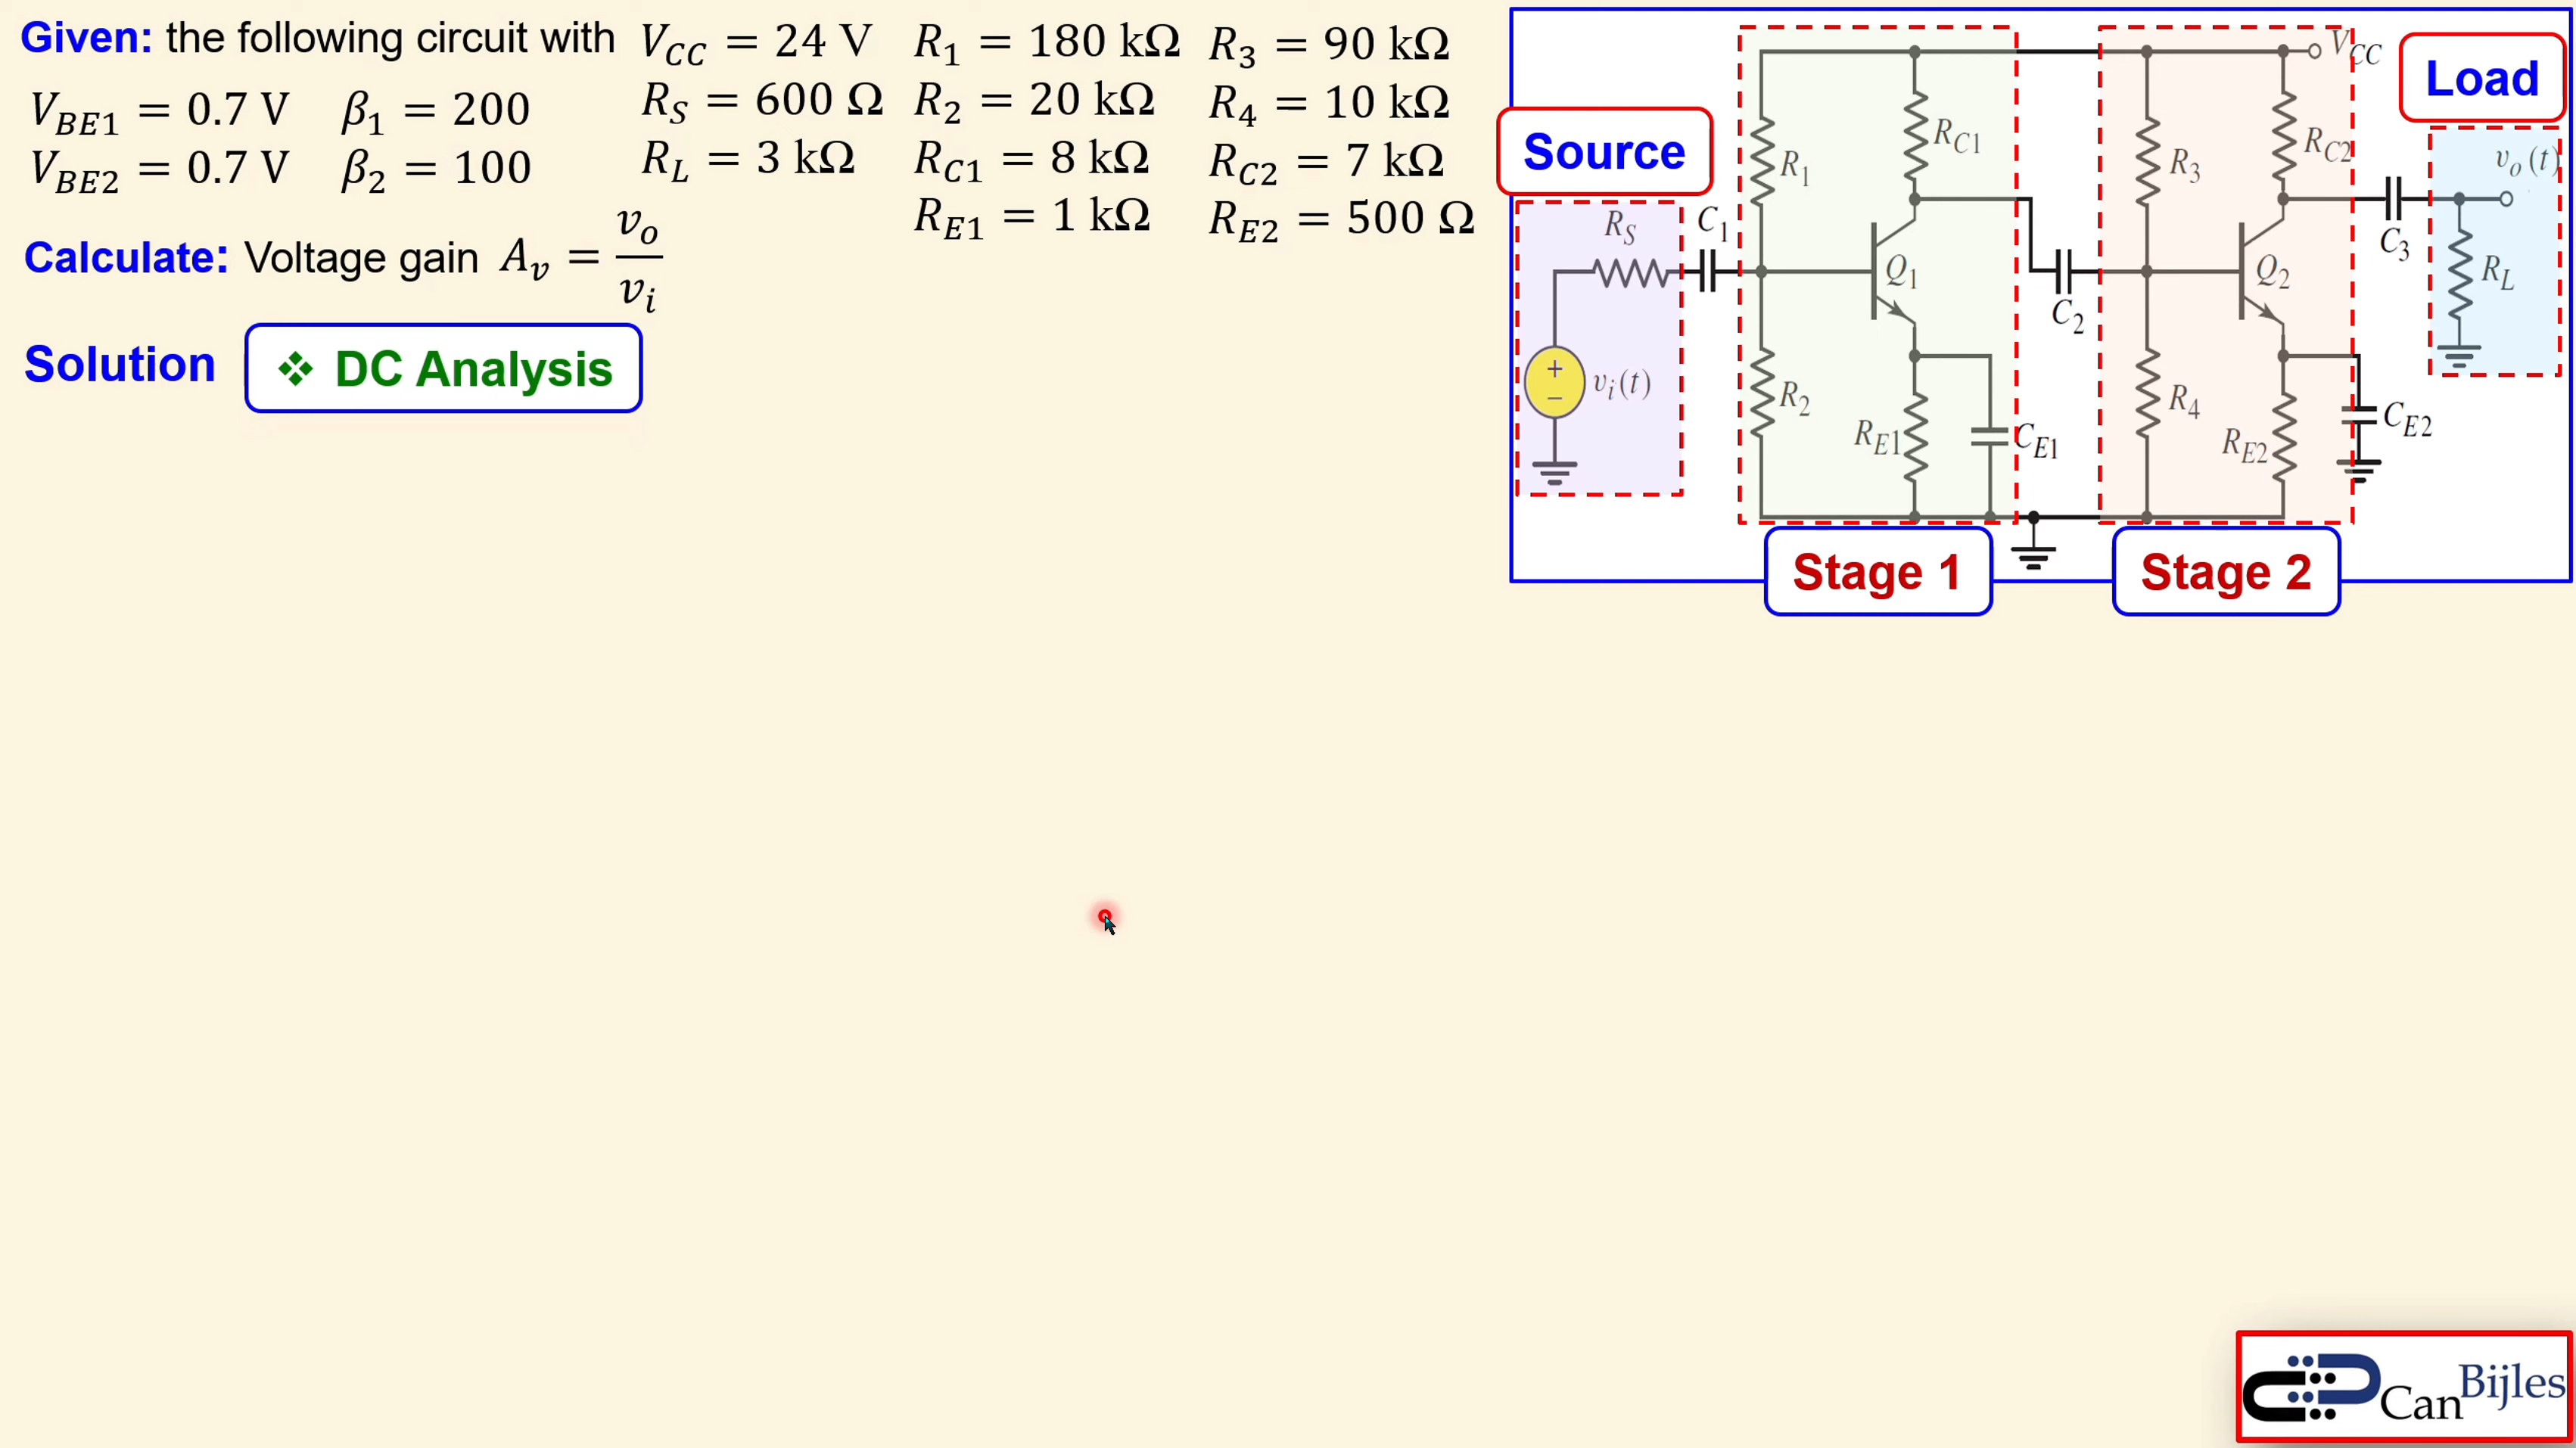 Given: the following circuit with V_CC = 24 V R_1 = 180 kΩ R_3 = 90 kΩ
V_BE1 = 0.7 V β_1 = 200 R_S = 600 Ω R_2 = 20 kΩ R_4 = 10 kΩ
V_BE2 = 0.7 V β_2 = 100 R_L = 3 kΩ R_C1 = 8 kΩ R_C2 = 7 kΩ
R_E1 = 1 kΩ R_E2 = 500 Ω
Calculate: Voltage gain A_v = v_o / v_i
Solution ❖ DC Analysis
V_CC
Load
Source
R_C1
R_C2
R_1
R_3
v_o(t)
R_S
C_1
Q_1
C_2
Q_2
C_3
R_L
+
−
v_i(t)
R_2
R_4
R_E1
C_E1
R_E2
C_E2
Stage 1
Stage 2
CanBijles